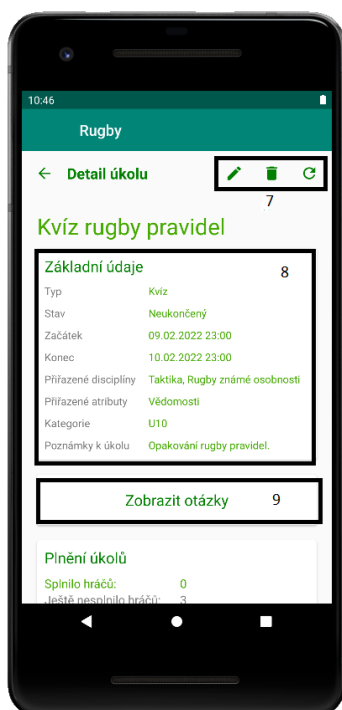 10:46
Rugby
Detail úkolu
7
Kvíz rugby pravidel
Základní údaje
8
Typ Kvíz
Stav Neukončený
Začátek 09.02.2022 23:00
Konec 10.02.2022 23:00
Přiřazené disciplíny Taktika, Rugby známé osobnosti
Přiřazené atributy Vědomosti
Kategorie U10
Poznámky k úkolu Opakování rugby pravidel.
Zobrazit otázky 9
Plnění úkolů
Splnilo hráčů: 0
Ještě nesplnilo hráčů: 3